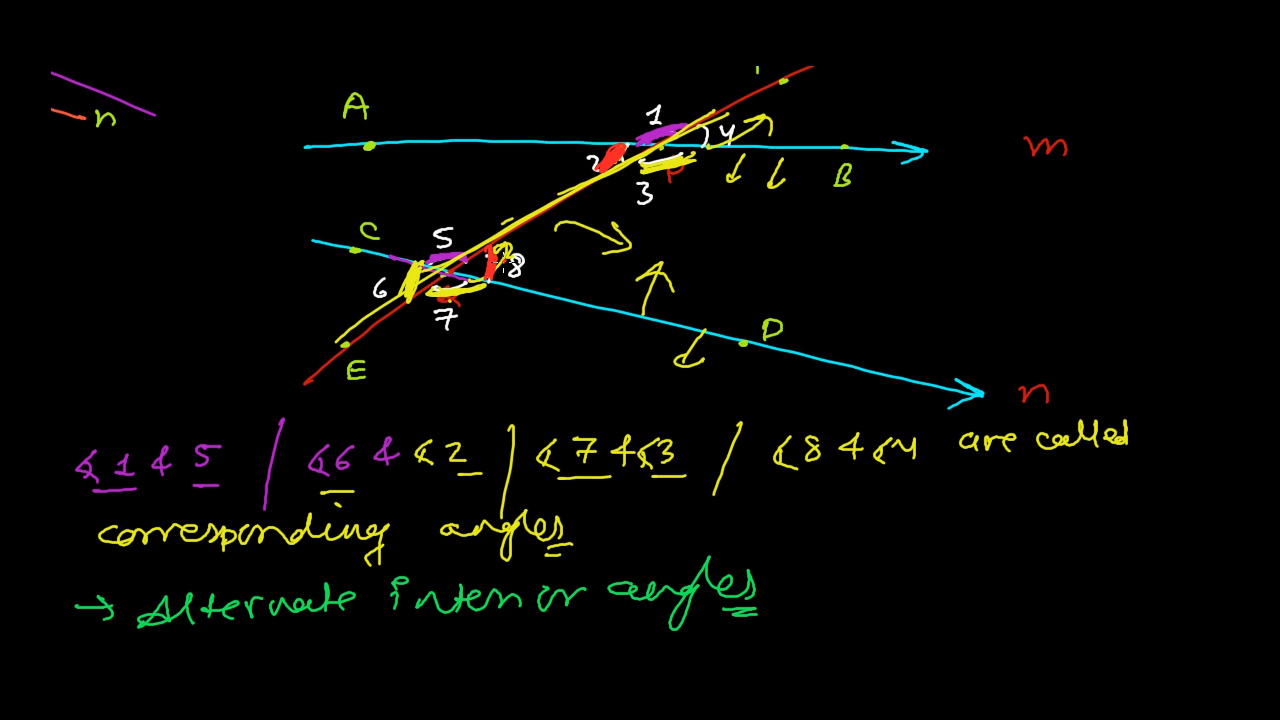 n
A
1
4
m
2
3
B
C
5
8
6
7
D
E
n
∡1 & 5 / ∡6 & ∡2 | ∡7 & ∡3 / ∡8 & ∡4 are called
corresponding angles
→ Alternate interior angles